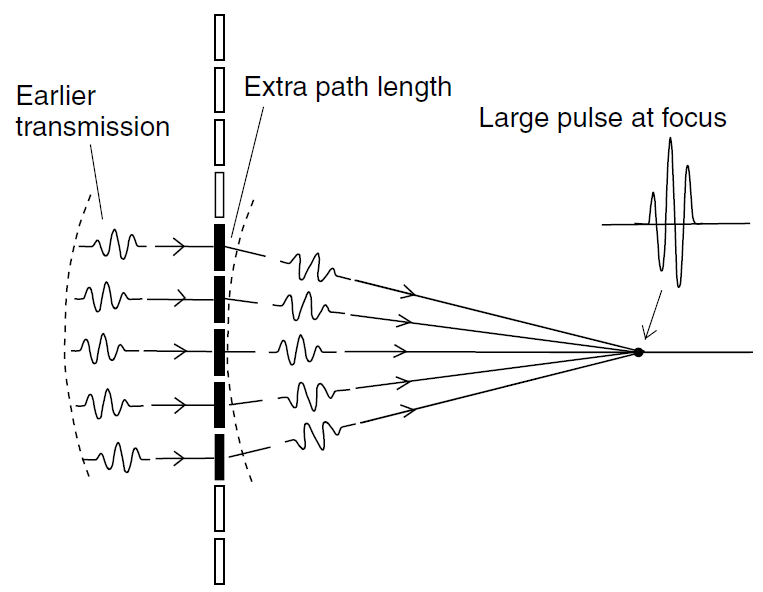 Earlier
transmission
Extra path length
Large pulse at focus